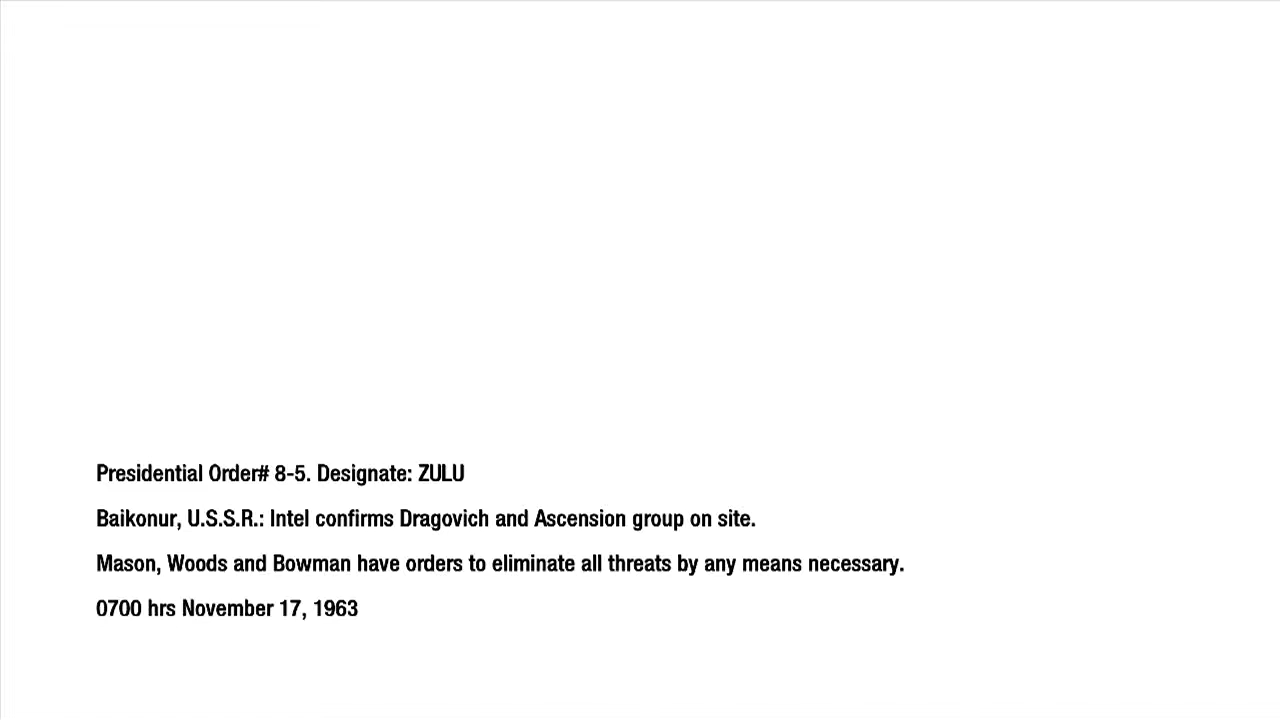 Presidential Order# 8-5. Designate: ZULU
Baikonur, U.S.S.R.: Intel confirms Dragovich and Ascension group on site.
Mason, Woods and Bowman have orders to eliminate all threats by any means necessary.
0700 hrs November 17, 1963